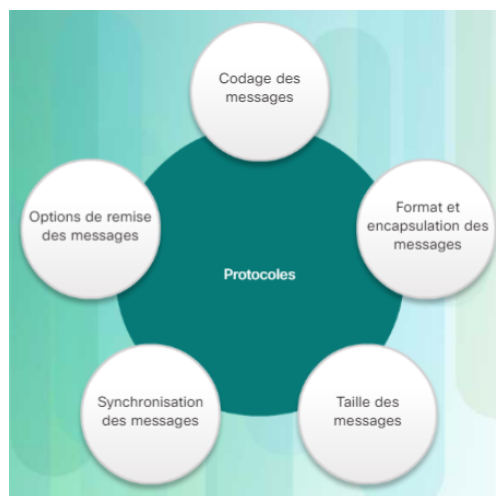 Codage des
messages
Format et
encapsulation des
messages
Options de remise
des messages
Protocoles
Synchronisation
des messages
Taille des
messages